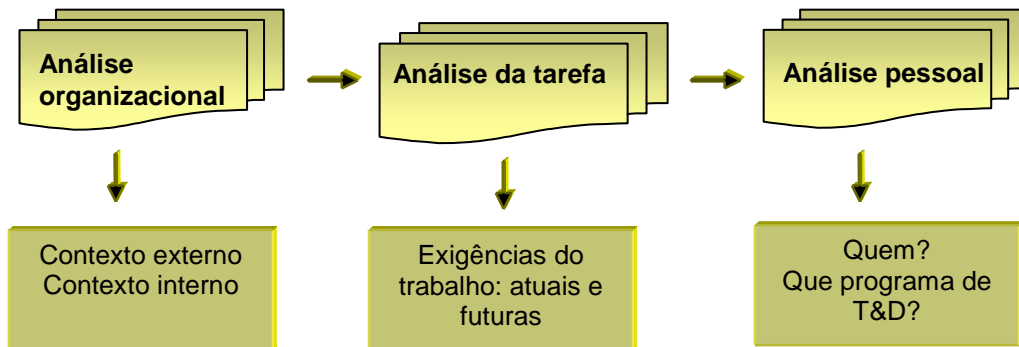 Análise
organizacional
Análise da tarefa
Análise pessoal
Contexto externo
Contexto interno
Exigências do
trabalho: atuais e
futuras
Quem?
Que programa de
T&D?